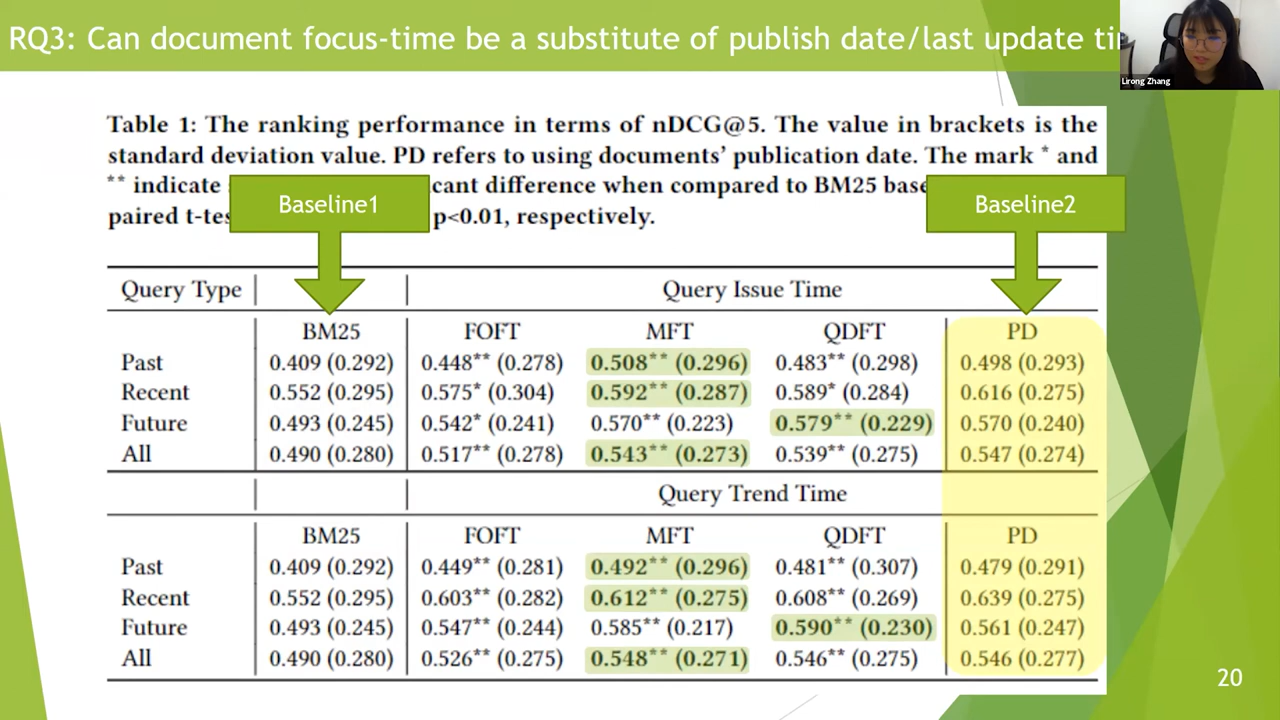 RQ3: Can document focus-time be a substitute of publish date/last update
Lirong Zhang
Table 1: The ranking performance in terms of nDCG@5. The value in brackets is the
standard deviation value. PD refers to using documents' publication date. The mark * and
** indicate cant difference when compared to BM25
paired p<0.01, respectively.
Baseline1
Baseline2
Query Type Query Issue Time
BM25 FOFT MFT QDFT PD
Past 0.409 (0.292) 0.448** (0.278) 0.508** (0.296) 0.483** (0.298) 0.498 (0.293)
Recent 0.552 (0.295) 0.575* (0.304) 0.592** (0.287) 0.589* (0.284) 0.616 (0.275)
Future 0.493 (0.245) 0.542* (0.241) 0.570** (0.223) 0.579** (0.229) 0.570 (0.240)
All 0.490 (0.280) 0.517** (0.278) 0.543** (0.273) 0.539** (0.275) 0.547 (0.274)
Query Trend Time
BM25 FOFT MFT QDFT PD
Past 0.409 (0.292) 0.449** (0.281) 0.492** (0.296) 0.481** (0.307) 0.479 (0.291)
Recent 0.552 (0.295) 0.603** (0.282) 0.612** (0.275) 0.608** (0.269) 0.639 (0.275)
Future 0.493 (0.245) 0.547** (0.244) 0.585** (0.217) 0.590** (0.230) 0.561 (0.247)
All 0.490 (0.280) 0.526** (0.275) 0.548** (0.271) 0.546** (0.275) 0.546 (0.277)
20